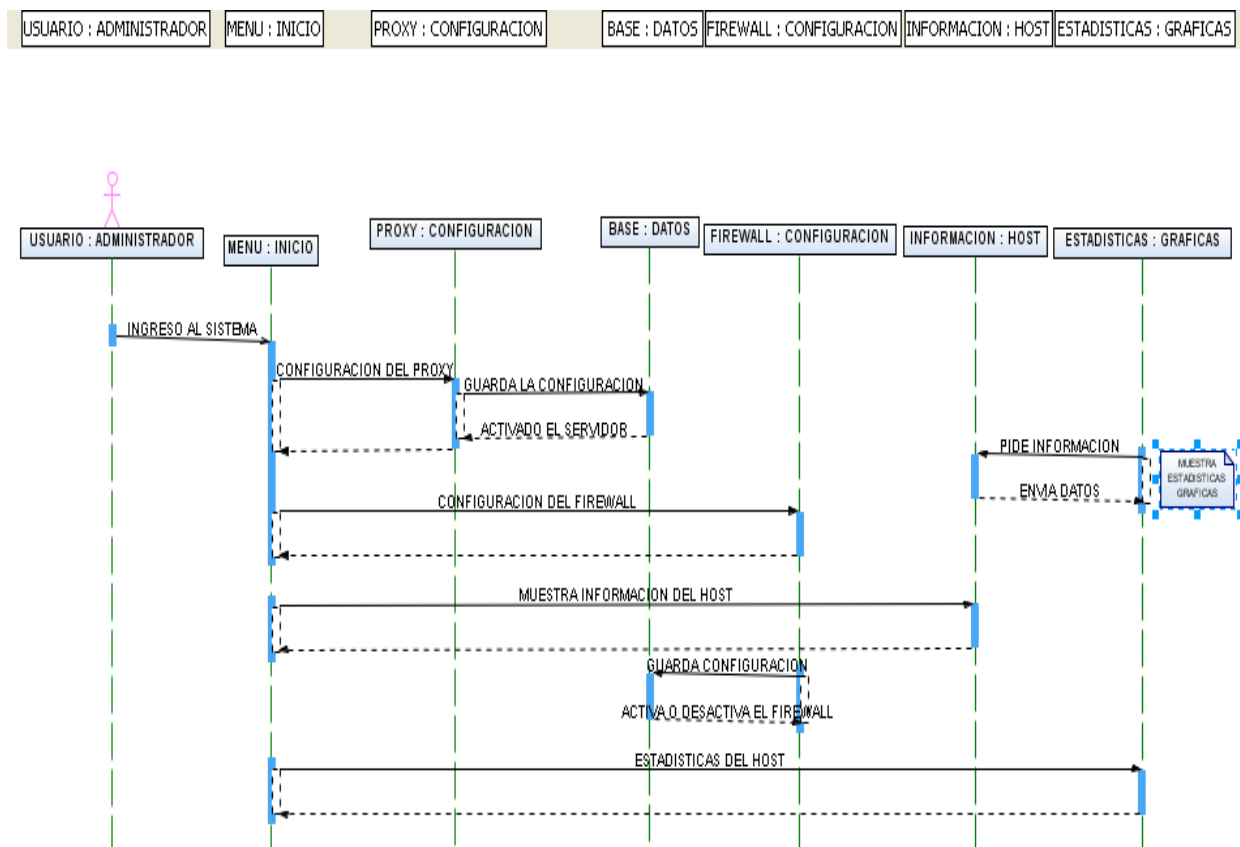 USUARIO : ADMINISTRADOR
MENU : INICIO
PROXY : CONFIGURACION
BASE : DATOS
FIREWALL : CONFIGURACION
INFORMACION : HOST
ESTADISTICAS : GRAFICAS
USUARIO : ADMINISTRADOR
MENU : INICIO
PROXY : CONFIGURACION
BASE : DATOS
FIREWALL : CONFIGURACION
INFORMACION : HOST
ESTADISTICAS : GRAFICAS
INGRESO AL SISTEMA
CONFIGURACION DEL PROXY
GUARDA LA CONFIGURACION
ACTIVADO EL SERVIDOR
PIDE INFORMACION
MUESTRA
ESTADISTICAS
GRAFICAS
ENVIA DATOS
CONFIGURACION DEL FIREWALL
MUESTRA INFORMACION DEL HOST
GUARDA CONFIGURACION
ACTIVA O DESACTIVA EL FIREWALL
ESTADISTICAS DEL HOST